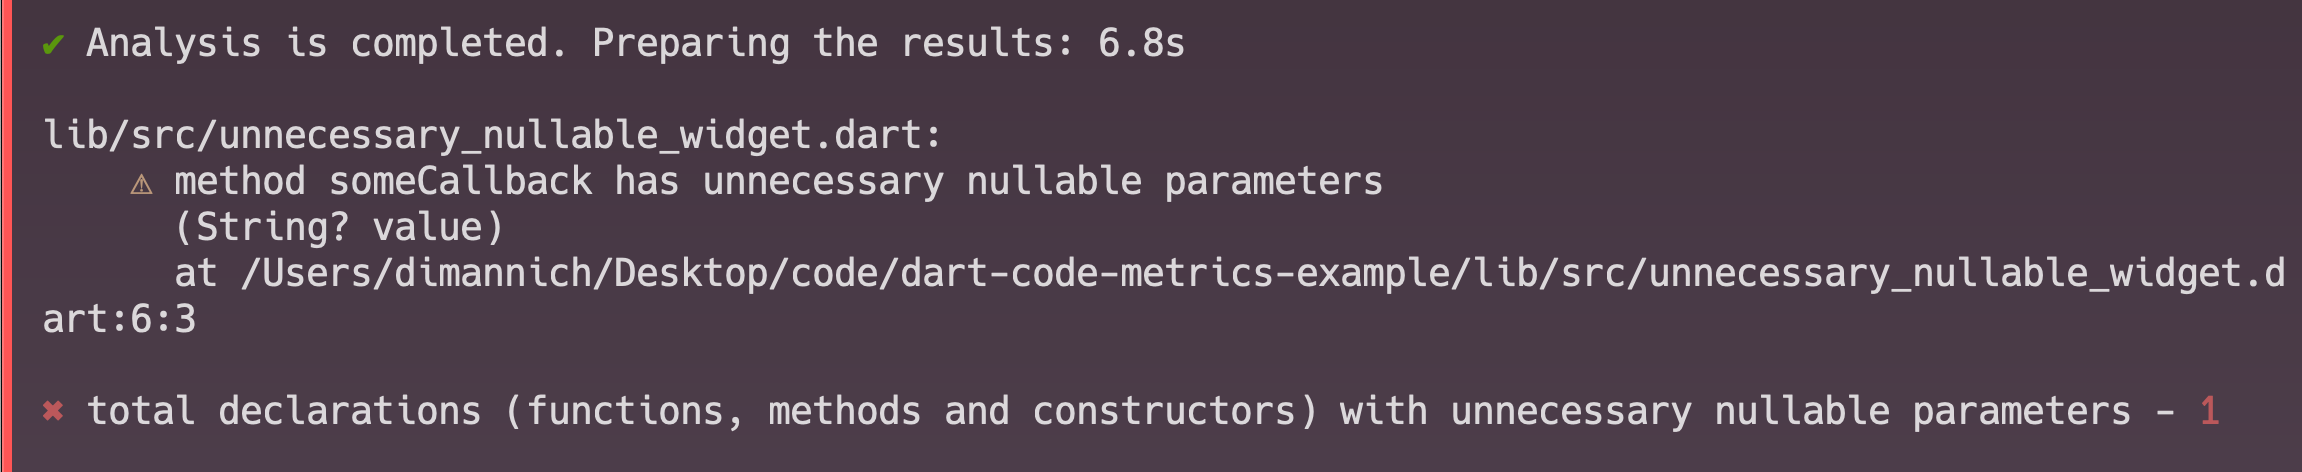 ✔ Analysis is completed. Preparing the results: 6.8s
lib/src/unnecessary_nullable_widget.dart:
⚠ method someCallback has unnecessary nullable parameters
(String? value)
at /Users/dimannich/Desktop/code/dart-code-metrics-example/lib/src/unnecessary_nullable_widget.d
art:6:3
✖ total declarations (functions, methods and constructors) with unnecessary nullable parameters - 1